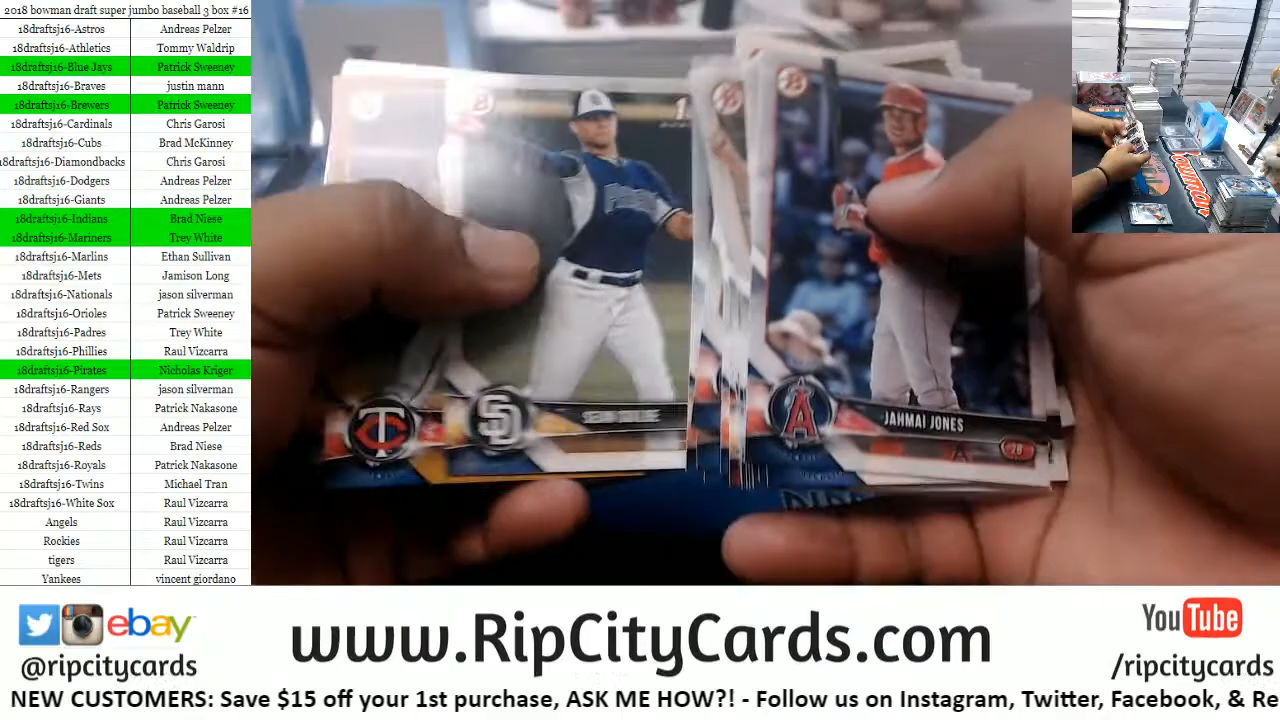 2018 bowman draft super jumbo baseball 3 box #16
18draftsj16-Astros Andreas Pelzer
18draftsj16-Athletics Tommy Waldrip
18draftsj16-Blue Jays Patrick Sweeney
18draftsj16-Braves justin mann
18draftsj16-Brewers Patrick Sweeney
18draftsj16-Cardinals Chris Garosi
18draftsj16-Cubs Brad McKinney
18draftsj16-Diamondbacks Chris Garosi
18draftsj16-Dodgers Andreas Pelzer
18draftsj16-Giants Andreas Pelzer
18draftsj16-Indians Brad Niese
18draftsj16-Mariners Trey White
18draftsj16-Marlins Ethan Sullivan
18draftsj16-Mets Jamison Long
18draftsj16-Nationals jason silverman
18draftsj16-Orioles Patrick Sweeney
18draftsj16-Padres Trey White
18draftsj16-Phillies Raul Vizcarra
18draftsj16-Pirates Nicholas Kriger
18draftsj16-Rangers jason silverman
18draftsj16-Rays Patrick Nakasone
18draftsj16-Red Sox Andreas Pelzer
18draftsj16-Reds Brad Niese
18draftsj16-Royals Patrick Nakasone
18draftsj16-Twins Michael Tran
18draftsj16-White Sox Raul Vizcarra
Angels Raul Vizcarra
Rockies Raul Vizcarra
tigers Raul Vizcarra
Yankees vincent giordano
TC
SD
A
JAHMAI JONES
A
26
Bowman
ebay
@ripcitycards
www.RipCityCards.com
YouTube
/ripcitycards
NEW CUSTOMERS: Save $15 off your 1st purchase, ASK ME HOW?! - Follow us on Instagram, Twitter, Facebook, & Re